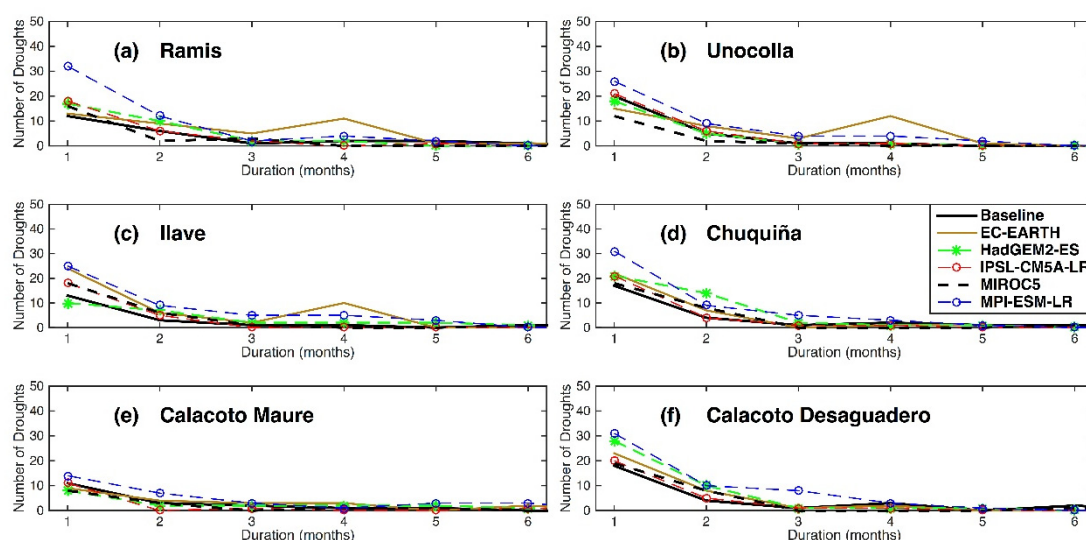 (a) Ramis
Number of Droughts
50
40
30
20
10
0
1 2 3 4 5 6
Duration (months)
(b) Unocolla
Number of Droughts
50
40
30
20
10
0
1 2 3 4 5 6
Duration (months)
(c) Ilave
Number of Droughts
50
40
30
20
10
0
1 2 3 4 5 6
Duration (months)
(d) Chuquiña
Number of Droughts
50
40
30
20
10
0
1 2 3 4 5 6
Duration (months)
Baseline
EC-EARTH
HadGEM2-ES
IPSL-CM5A-LR
MIROC5
MPI-ESM-LR
(e) Calacoto Maure
Number of Droughts
50
40
30
20
10
0
1 2 3 4 5 6
Duration (months)
(f) Calacoto Desaguadero
Number of Droughts
50
40
30
20
10
0
1 2 3 4 5 6
Duration (months)